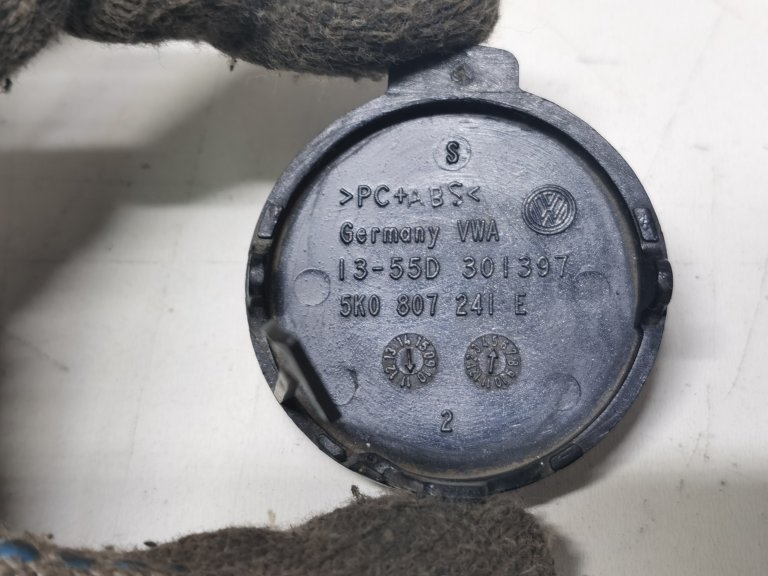 S
>PC+ABS<
Germany VWA
13-55D 301397
5K0 807 241 E
2